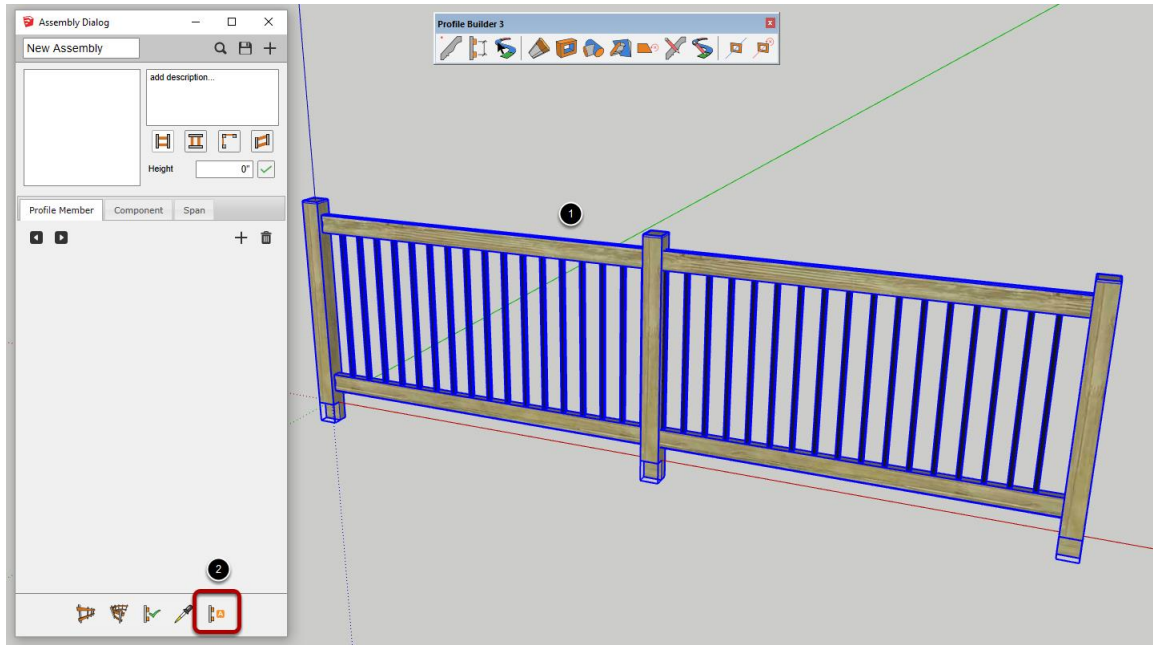 Assembly Dialog
New Assembly
add description...
Height 0"
Profile Member Component Span
2
Profile Builder 3
1